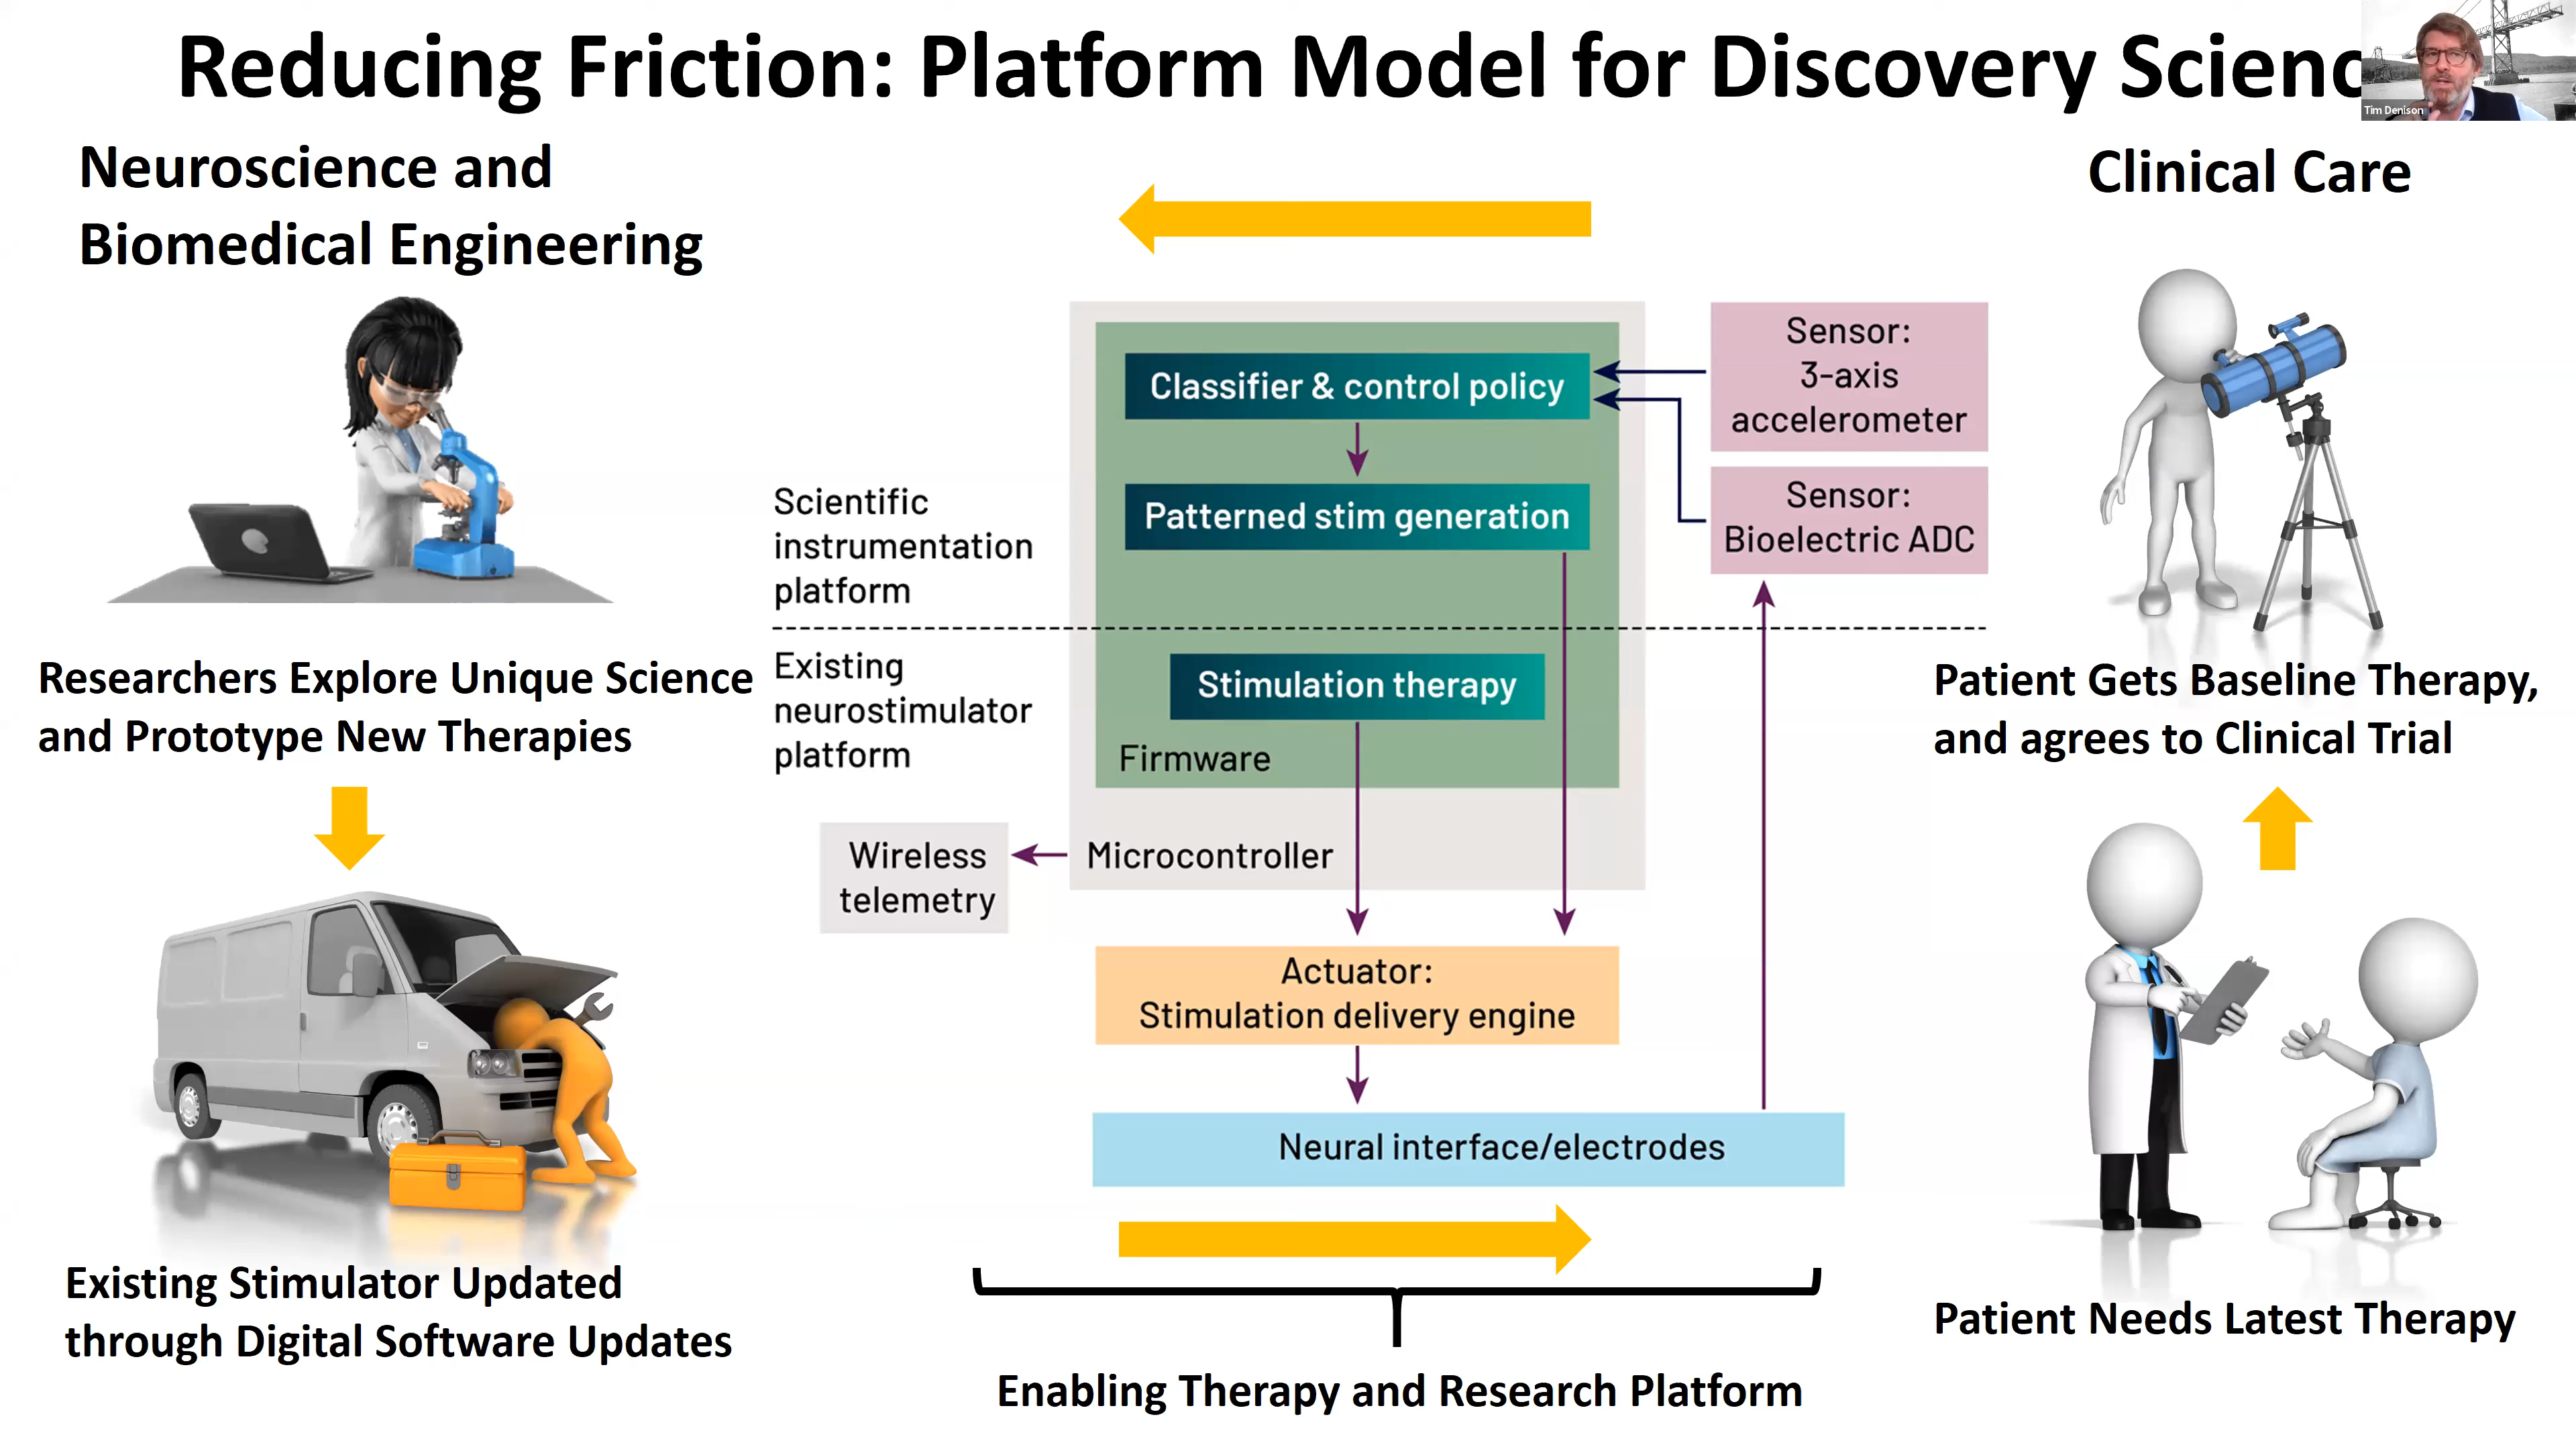 Reducing Friction: Platform Model for Discovery Scienc
Tim Denison
Neuroscience and
Biomedical Engineering
Clinical Care
Classifier & control policy
Patterned stim generation
Stimulation therapy
Firmware
Microcontroller
Sensor:
3-axis
accelerometer
Sensor:
Bioelectric ADC
Scientific
instrumentation
platform
Existing
neurostimulator
platform
Wireless
telemetry
Actuator:
Stimulation delivery engine
Neural interface/electrodes
Researchers Explore Unique Science
and Prototype New Therapies
Patient Gets Baseline Therapy,
and agrees to Clinical Trial
Existing Stimulator Updated
through Digital Software Updates
Patient Needs Latest Therapy
Enabling Therapy and Research Platform